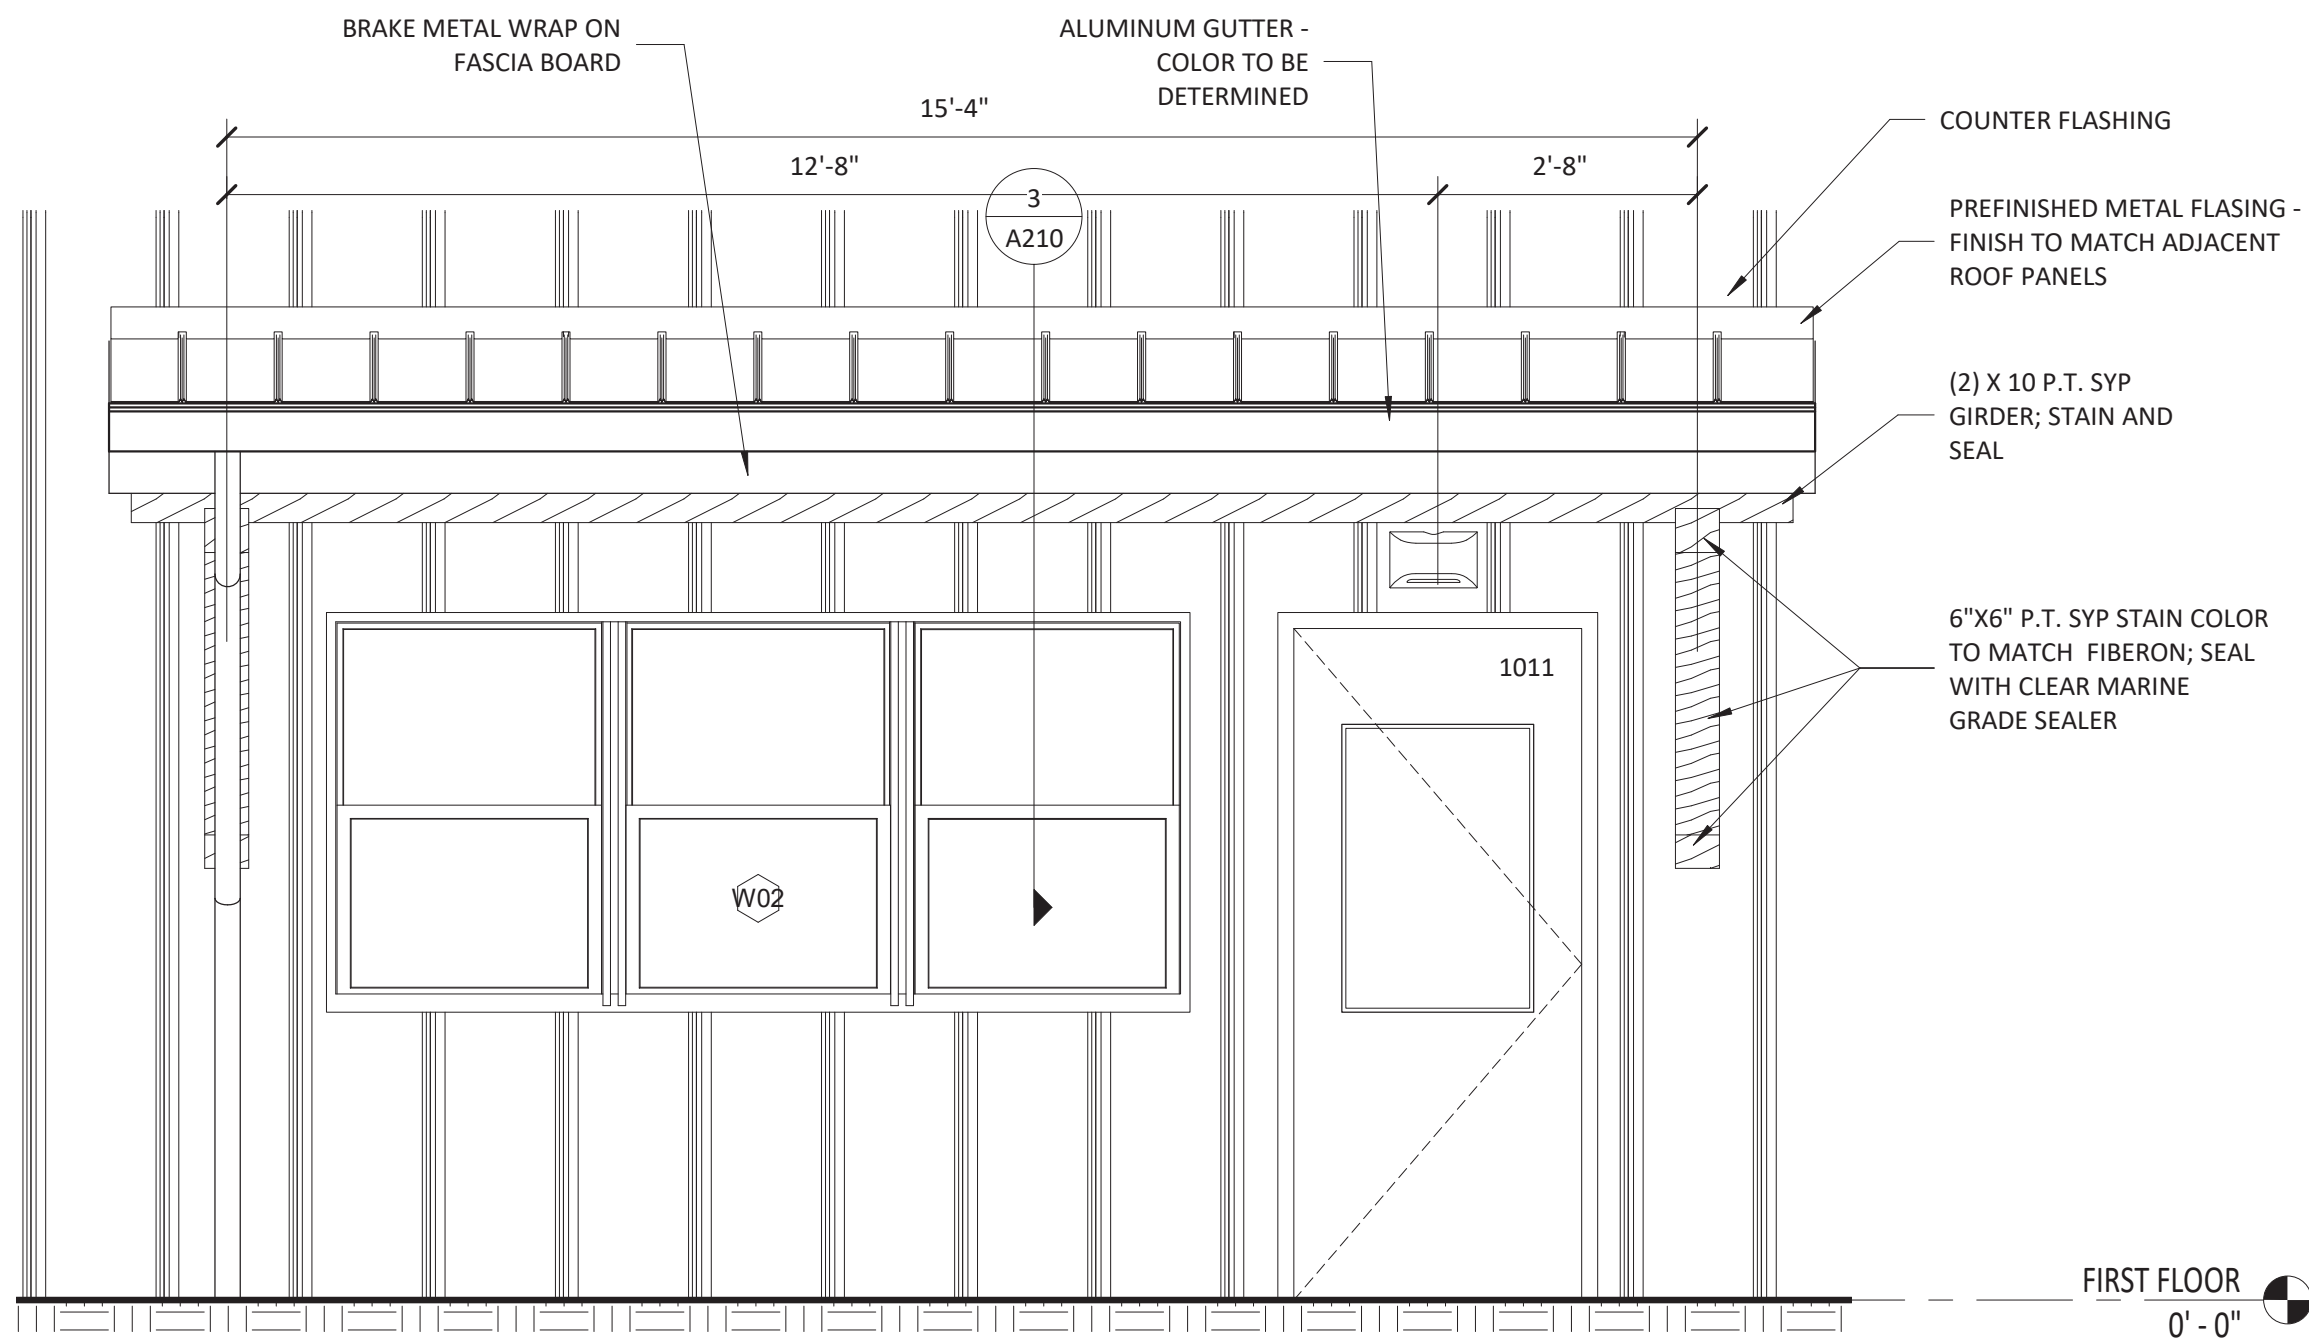 BRAKE METAL WRAP ON
FASCIA BOARD
ALUMINUM GUTTER -
COLOR TO BE
DETERMINED
15'-4"
COUNTER FLASHING
12'-8"
2'-8"
3
A210
PREFINISHED METAL FLASING -
FINISH TO MATCH ADJACENT
ROOF PANELS
(2) X 10 P.T. SYP
GIRDER; STAIN AND
SEAL
6"X6" P.T. SYP STAIN COLOR
TO MATCH FIBERON; SEAL
WITH CLEAR MARINE
GRADE SEALER
1011
W02
FIRST FLOOR
0' - 0"